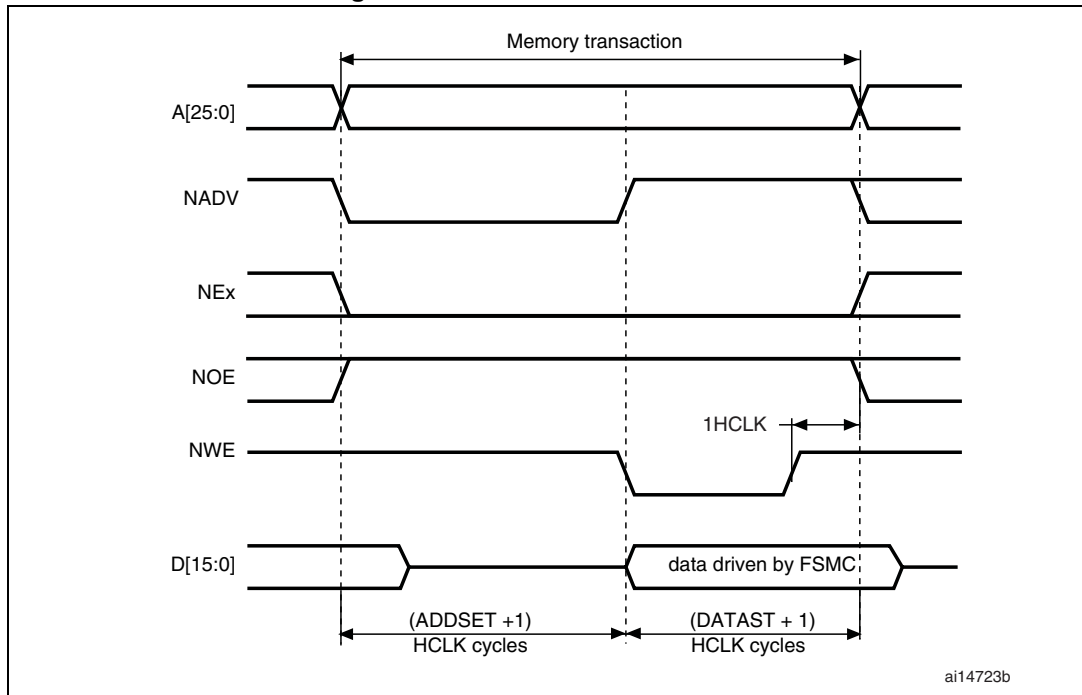 Memory transaction
A[25:0]
NADV
NEx
NOE
1HCLK
NWE
D[15:0]
data driven by FSMC
(ADDSET +1)
HCLK cycles
(DATAST + 1)
HCLK cycles
ai14723b